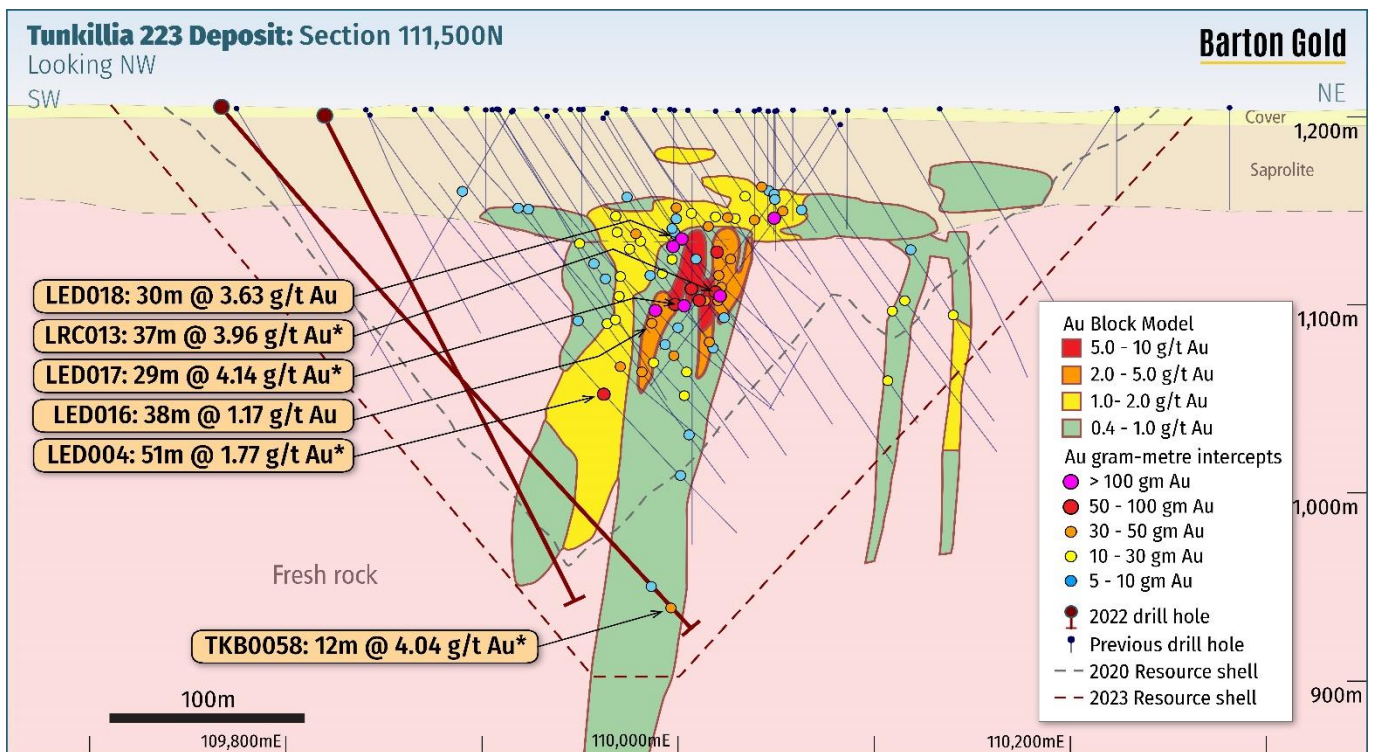 Tunkillia 223 Deposit: Section 111,500N
Looking NW
SW
Barton Gold
NE
Cover
1,200m
Saprolite
LED018: 30m @ 3.63 g/t Au
LRC013: 37m @ 3.96 g/t Au*
LED017: 29m @ 4.14 g/t Au*
LED016: 38m @ 1.17 g/t Au
LED004: 51m @ 1.77 g/t Au*
1,100m
Au Block Model
5.0 - 10 g/t Au
2.0 - 5.0 g/t Au
1.0- 2.0 g/t Au
0.4 - 1.0 g/t Au
Au gram-metre intercepts
> 100 gm Au
50 - 100 gm Au
30 - 50 gm Au
10 - 30 gm Au
5 - 10 gm Au
2022 drill hole
Previous drill hole
2020 Resource shell
2023 Resource shell
1,000m
Fresh rock
TKB0058: 12m @ 4.04 g/t Au*
900m
100m
109,800mE
110,000mE
110,200mE